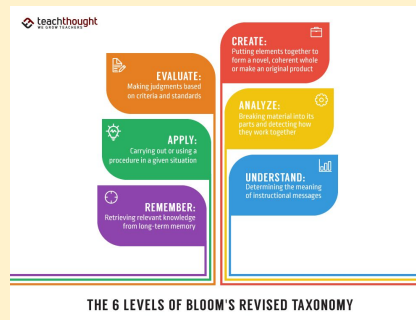 teachthought
WE GROW TEACHERS
CREATE:
Putting elements together to
form a novel, coherent whole
or make an original product
EVALUATE:
Making judgments based
on criteria and standards
ANALYZE:
Breaking material into its
parts and detecting how
they work together
APPLY:
Carrying out or using a
procedure in a given situation
UNDERSTAND:
Determining the meaning
of instructional messages
REMEMBER:
Retrieving relevant knowledge
from long-term memory
THE 6 LEVELS OF BLOOM'S REVISED TAXONOMY